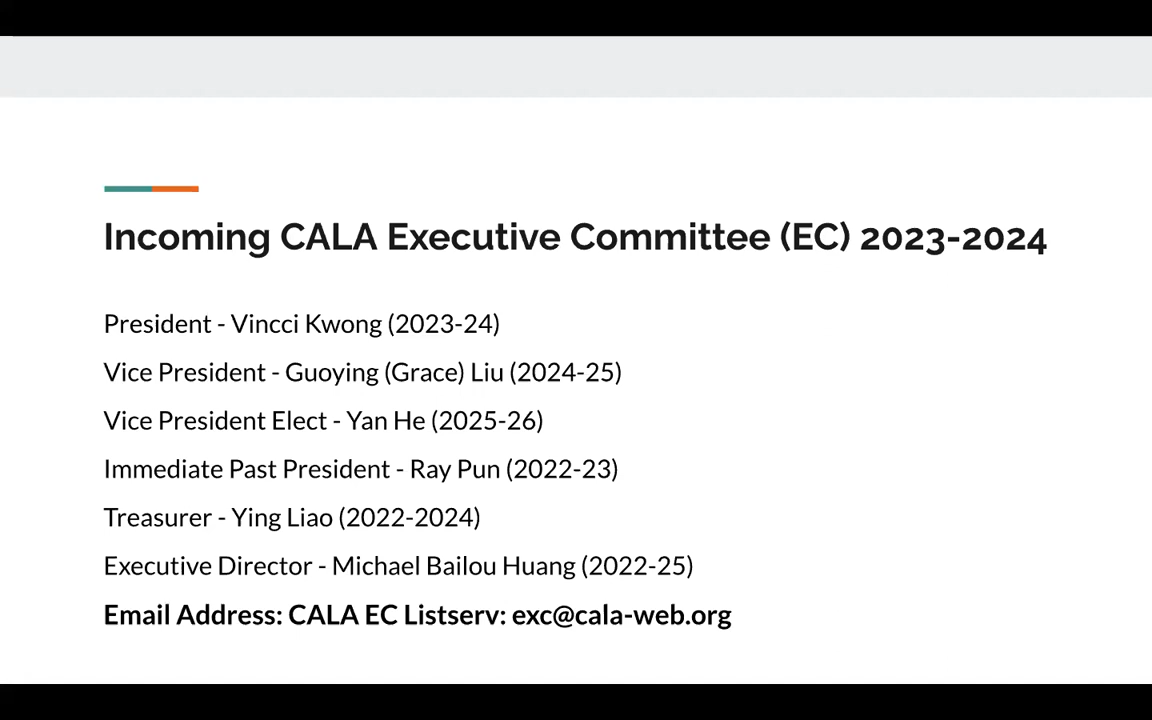 Incoming CALA Executive Committee (EC) 2023-2024
President - Vincci Kwong (2023-24)
Vice President - Guoying (Grace) Liu (2024-25)
Vice President Elect - Yan He (2025-26)
Immediate Past President - Ray Pun (2022-23)
Treasurer - Ying Liao (2022-2024)
Executive Director - Michael Bailou Huang (2022-25)
Email Address: CALA EC Listserv: exc@cala-web.org